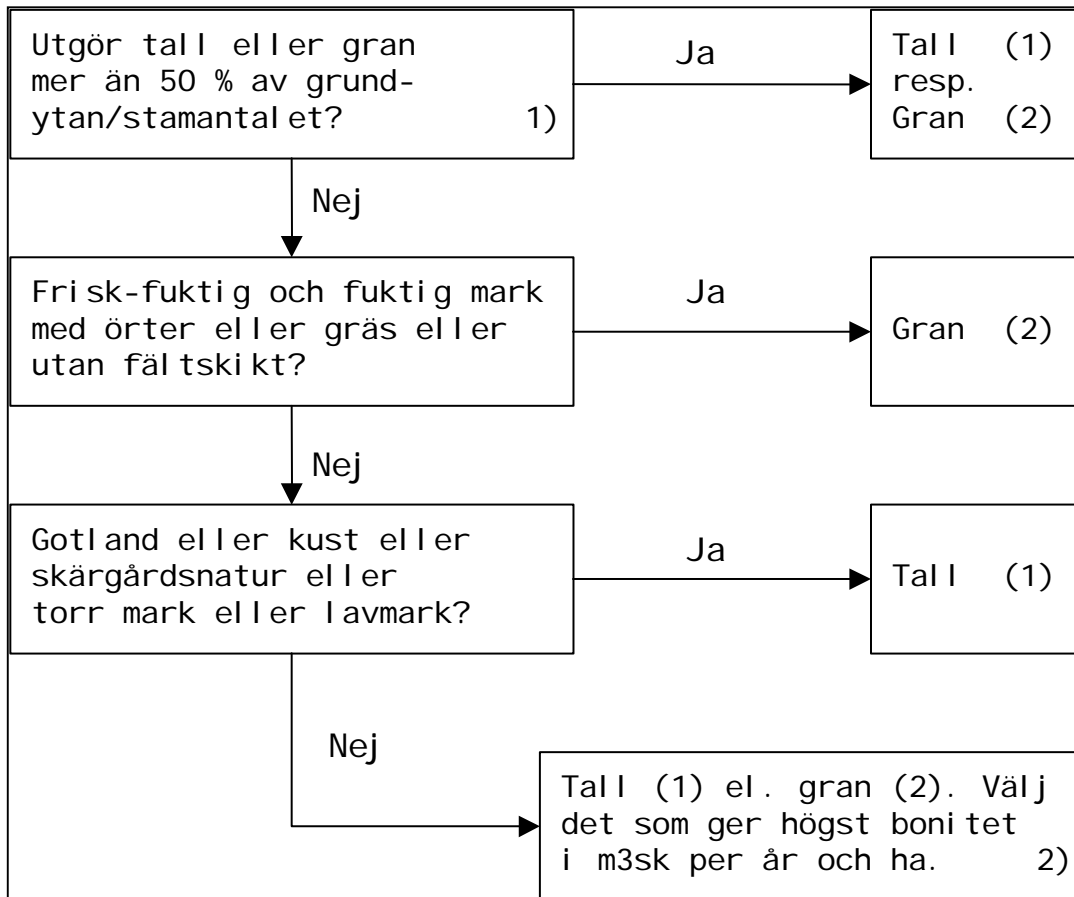 Utgör tall eller gran
mer än 50 % av grund-
ytan/stamantalet? 1)
Ja
Tall (1)
resp.
Gran (2)
Nej
Frisk-fuktig och fuktig mark
med örter eller gräs eller
utan fältskikt?
Ja
Gran (2)
Nej
Gotland eller kust eller
skärgårdsnatur eller
torr mark eller lavmark?
Ja
Tall (1)
Nej
Tall (1) el. gran (2). Välj
det som ger högst bonitet
i m3sk per år och ha. 2)